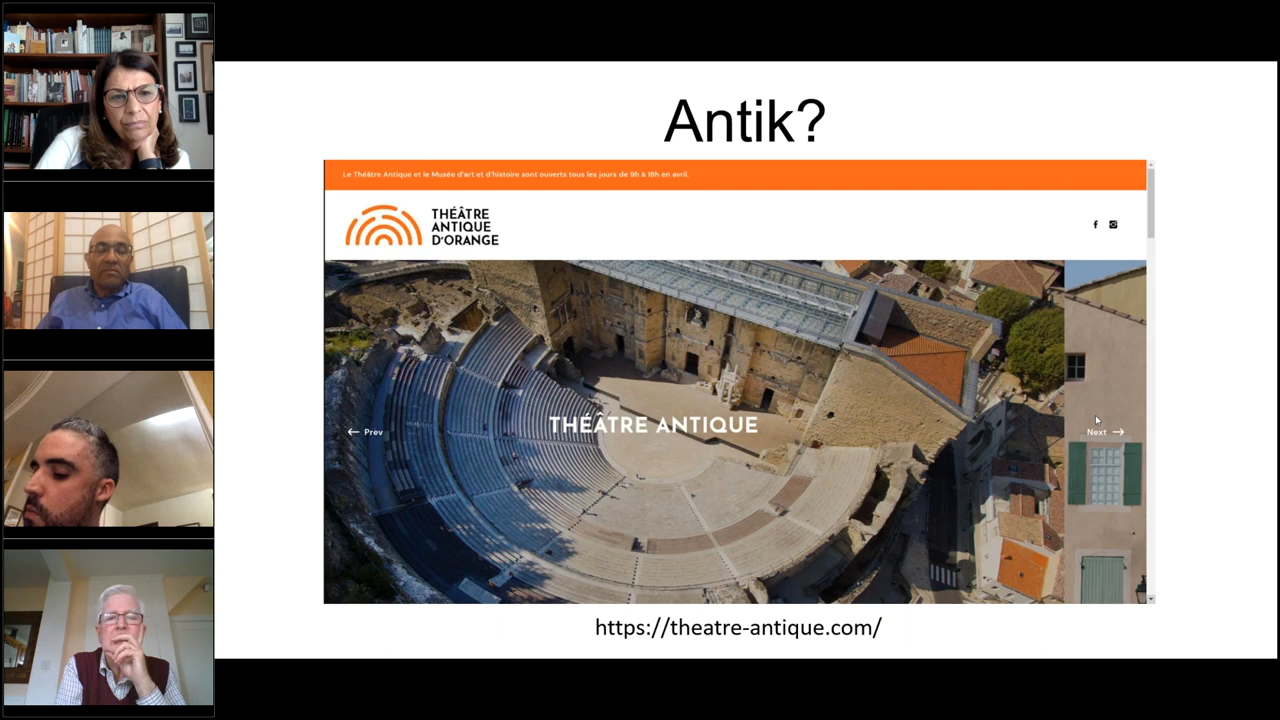 Antik?
Le Théâtre Antique et le Musée d'art et d'histoire sont ouverts tous les jours de 9h à 18h en avril.
THÉÂTRE
ANTIQUE
D'ORANGE
THÉÂTRE ANTIQUE
Prev
Next
https://theatre-antique.com/